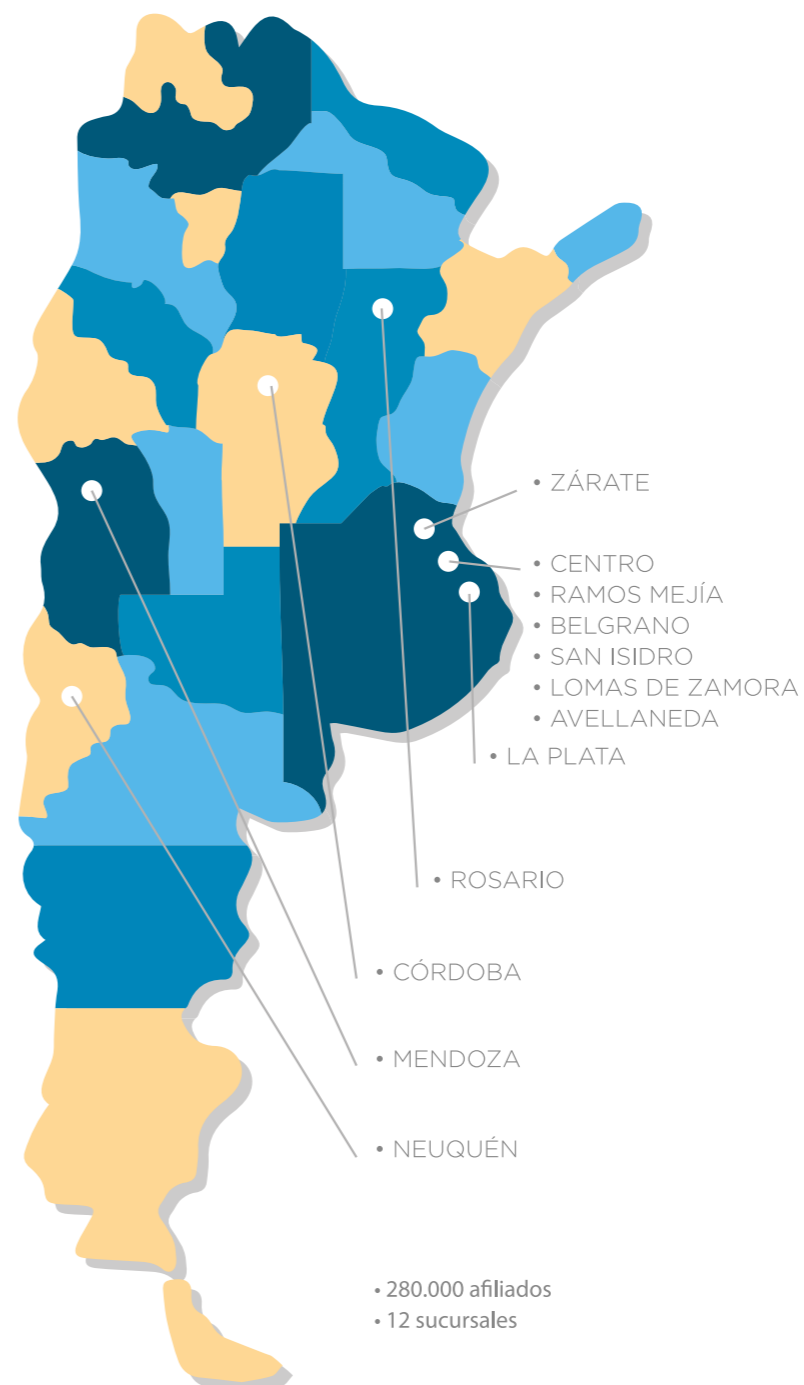 • ZÁRATE
• CENTRO
• RAMOS MEJÍA
• BELGRANO
• SAN ISIDRO
• LOMAS DE ZAMORA
• AVELLANEDA
• LA PLATA
• ROSARIO
• CÓRDOBA
• MENDOZA
• NEUQUÉN
• 280.000 afiliados
• 12 sucursales